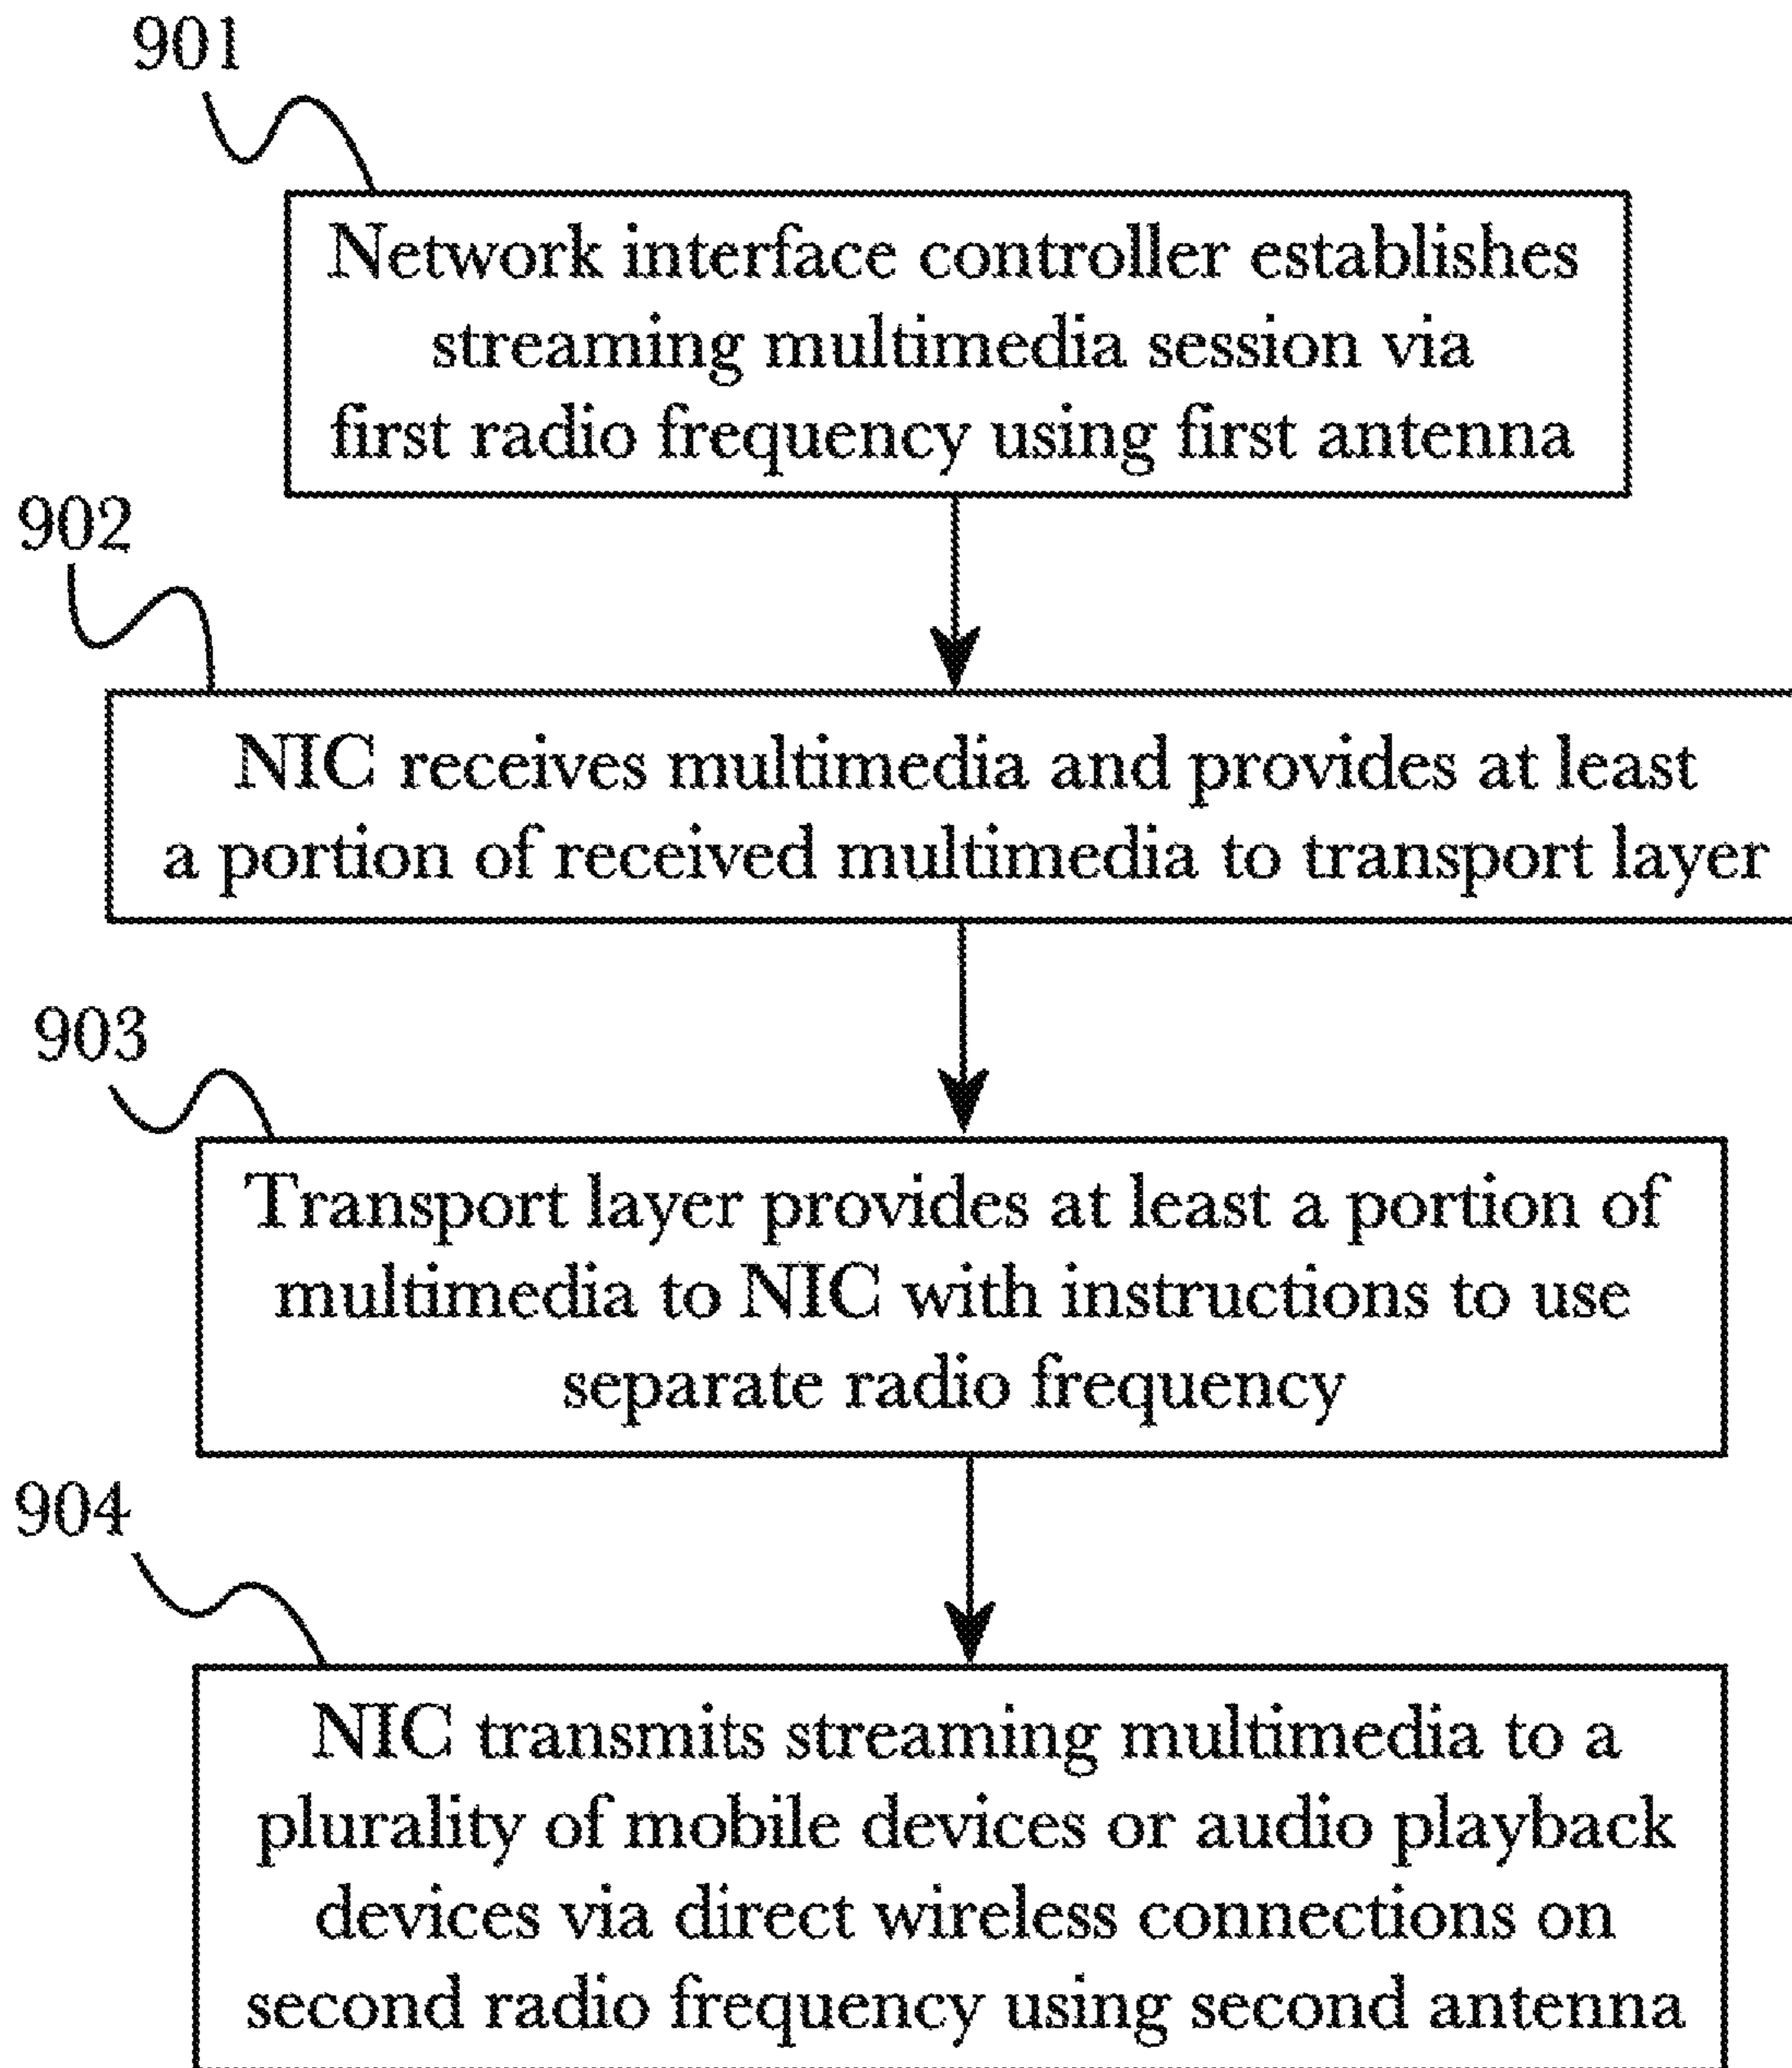 901
Network interface controller establishes
streaming multimedia session via
first radio frequency using first antenna
902
NIC receives multimedia and provides at least
a portion of received multimedia to transport layer
903
Transport layer provides at least a portion of
multimedia to NIC with instructions to use
separate radio frequency
904
NIC transmits streaming multimedia to a
plurality of mobile devices or audio playback
devices via direct wireless connections on
second radio frequency using second antenna